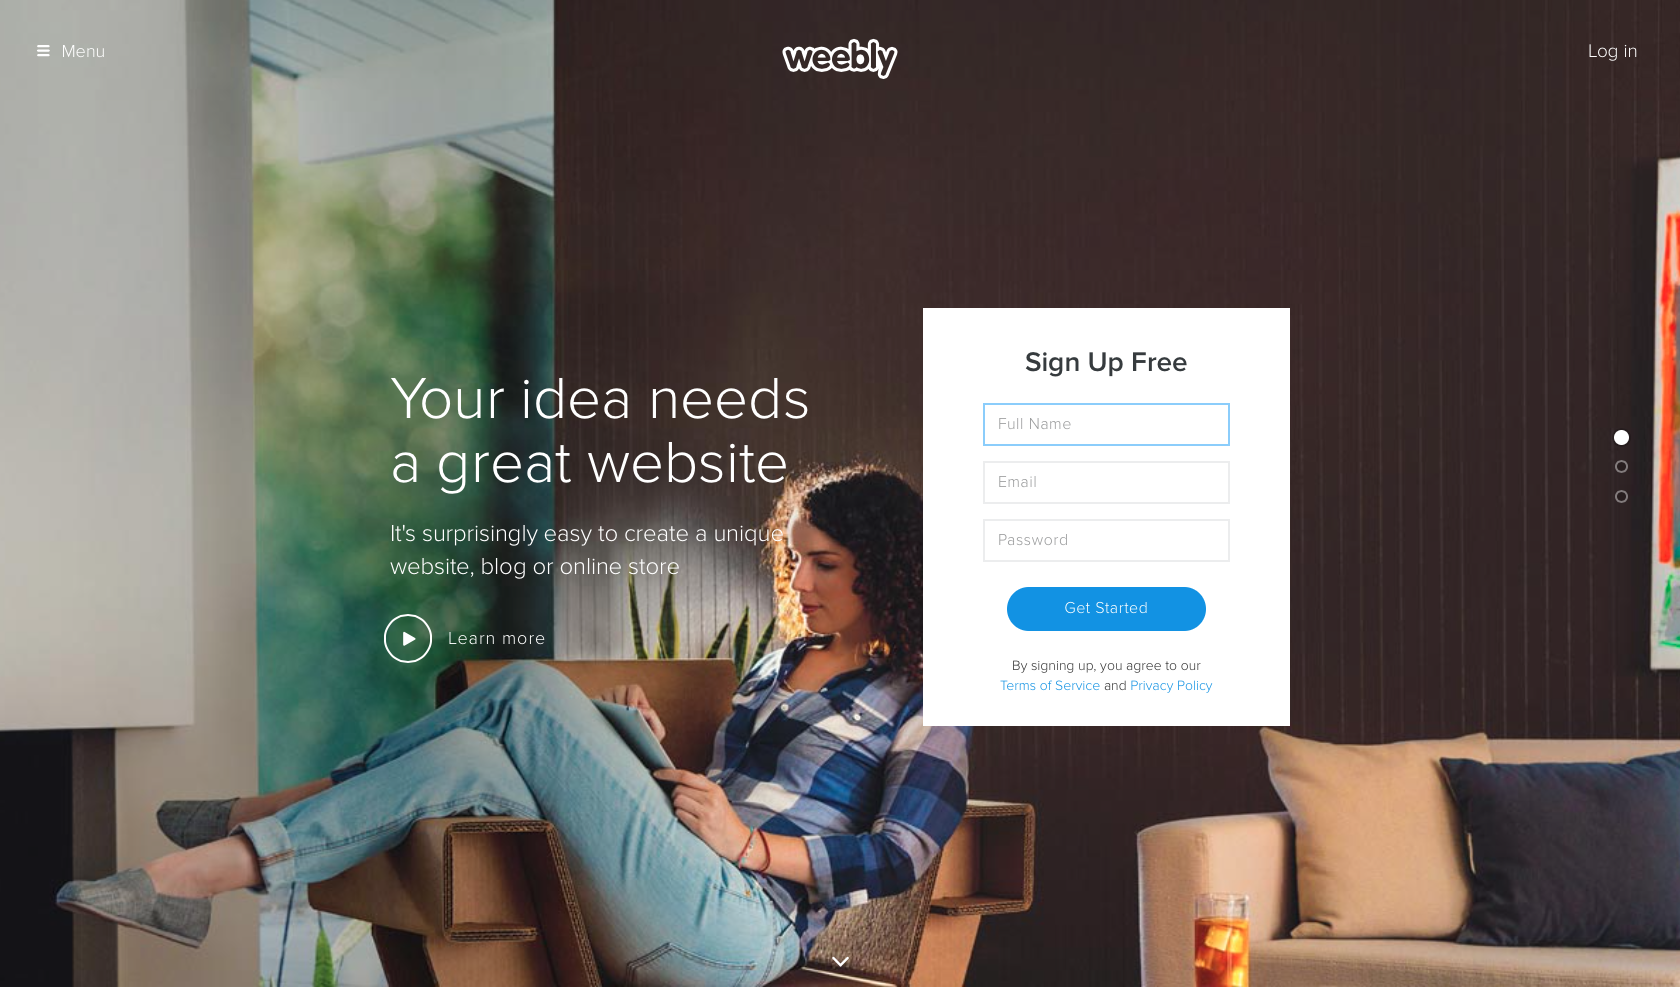 Menu
weebly
Log in
Your idea needs
a great website
It's surprisingly easy to create a unique
website, blog or online store
Learn more
Sign Up Free
Full Name
Email
Password
Get Started
By signing up, you agree to our
Terms of Service and Privacy Policy